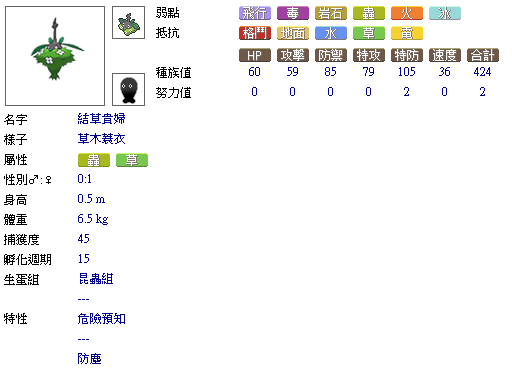 弱點 飛行 毒 岩石 蟲 火 冰
抵抗 格鬥 地面 水 草 電
HP 攻擊 防禦 特攻 特防 速度 合計
種族值 60 59 85 79 105 36 424
努力值 0 0 0 0 2 0 2
名字 結草貴婦
樣子 草木蓑衣
屬性 蟲 草
性別♂:♀ 0:1
身高 0.5 m
體重 6.5 kg
捕獲度 45
孵化週期 15
生蛋組 昆蟲組
---
特性 危險預知
---
防塵